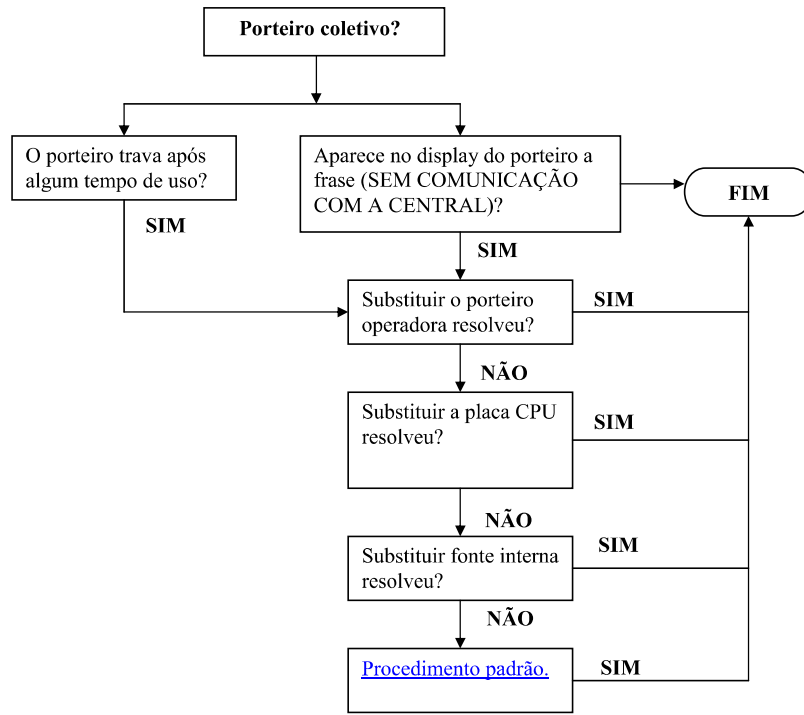 Porteiro coletivo?
O porteiro trava após
algum tempo de uso?
Aparece no display do porteiro a
frase (SEM COMUNICAÇÃO
COM A CENTRAL)?
FIM
SIM
SIM
Substituir o porteiro
operadora resolveu?
SIM
NÃO
Substituir a placa CPU
resolveu?
SIM
NÃO
Substituir fonte interna
resolveu?
SIM
NÃO
Procedimento padrão.
SIM